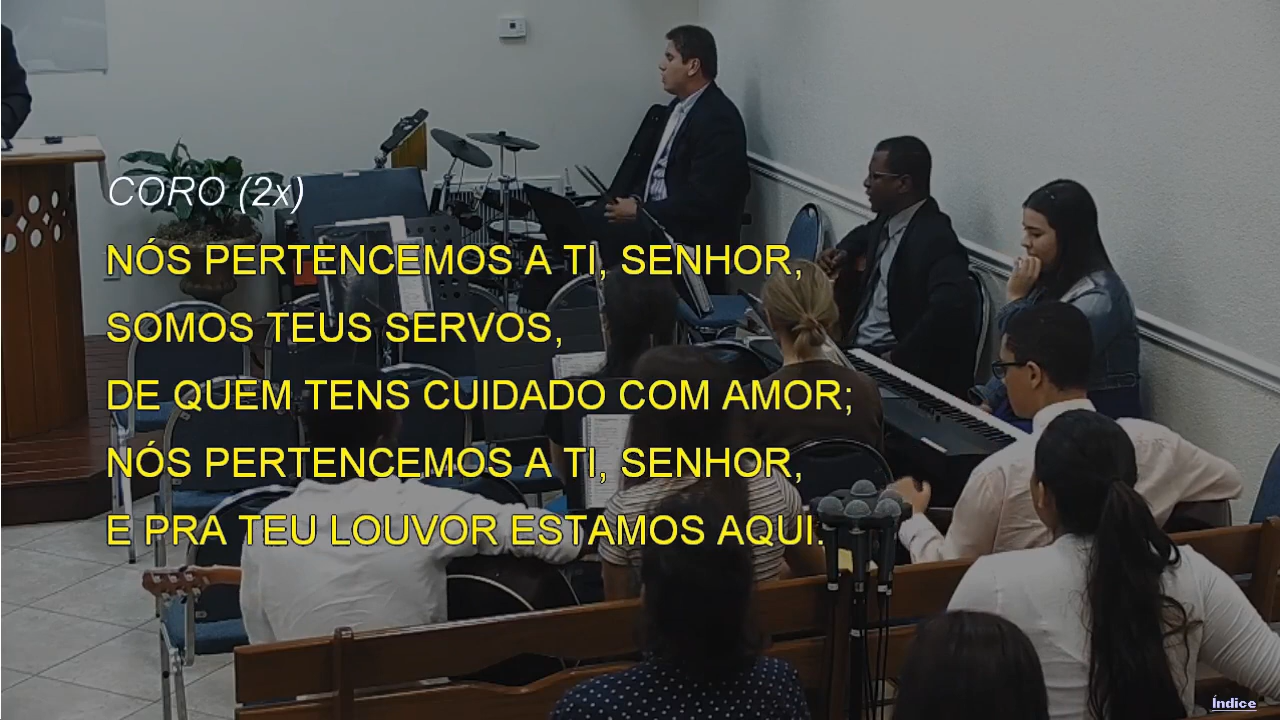 CORO (2x)
NÓS PERTENCEMOS A TI, SENHOR,
SOMOS TEUS SERVOS,
DE QUEM TENS CUIDADO COM AMOR;
NÓS PERTENCEMOS A TI, SENHOR,
E PRA TEU LOUVOR ESTAMOS AQUI.
Índice